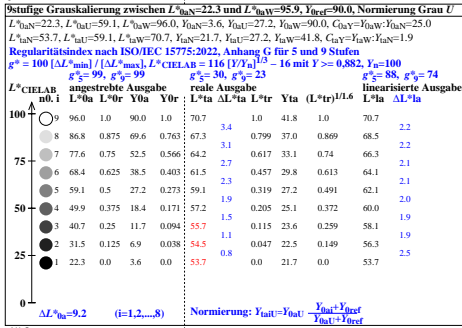 9stufige Grauskalierung zwischen L*0aN=22.3 und L*0aW=95.9, Y0ref=90.0, Normierung Grau U
L*0aN=22.3, L*0aU=59.1, L*0aW=96.0, Y0aN=3.6, Y0aU=27.2, Y0aW=90.0, C0aY=Y0aW:Y0aN=25.0
L*taN=53.7, L*taU=59.1, L*taW=70.7, YtaN=21.7, YtaU=27.2, YtaW=41.8, CtaY=YtaW:YtaN=1.9
Regularitätsindex nach ISO/IEC 15775:2022, Anhang G für 5 und 9 Stufen
g* = 100 [ΔL*min] / [ΔL*max], L*CIELAB = 116 [Y/Yn]1/3 - 16 mit Y >= 0,882, Yn=100
g*5= 99, g*9= 99 g*5= 30, g*9= 23 g*5= 88, g*9= 74
L*CIELAB angestrebte Ausgabe reale Ausgabe linearisierte Ausgabe
n0. i L*0a L*0r Y0a Y0r L*ta ΔL*ta L*tr Yta (L*tr)1/1.6 L*la ΔL*la
9 96.0 1.0 90.0 1.0 70.7 1.0 41.8 1.0 70.7
3.4 2.2
8 86.8 0.875 69.6 0.763 67.3 0.799 37.0 0.869 68.5
100
3.1 2.2
7 77.6 0.75 52.5 0.566 64.2 0.617 33.1 0.74 66.3
75
2.7 2.1
6 68.4 0.625 38.5 0.403 61.5 0.457 29.8 0.613 64.1
2.3 2.1
5 59.1 0.5 27.2 0.273 59.1 0.319 27.2 0.491 62.1
1.9 2.0
50 4 49.9 0.375 18.4 0.171 57.2 0.205 25.1 0.372 60.0
1.5 1.9
3 40.7 0.25 11.7 0.094 55.7 0.115 23.6 0.259 58.1
1.1 1.9
2 31.5 0.125 6.9 0.038 54.5 0.047 22.5 0.149 56.3
0.8 2.5
25 1 22.3 0.0 3.6 0.0 53.7 0.0 21.7 0.0 53.7
0
ΔL*0a=9.2 (i=1,2,...,8) Normierung: YtaiU=Y0aU Y0ai+Y0ref
Y0aU+Y0ref